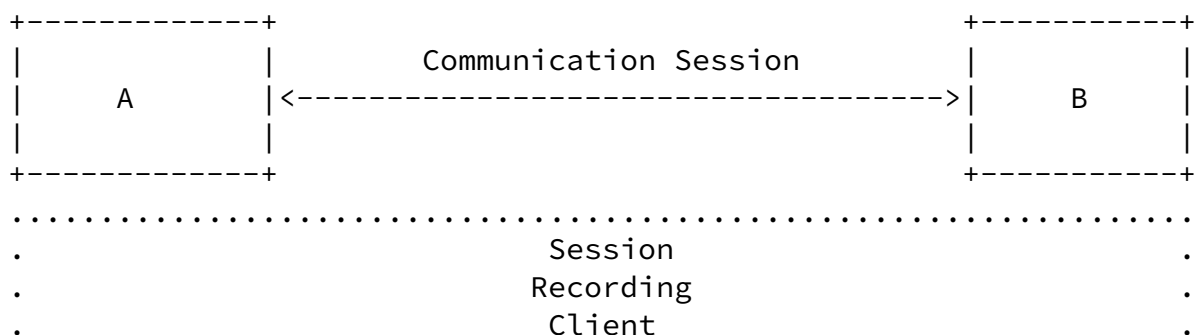 +-------------+ +-----------+
| | Communication Session | |
| A |<------------------------------------>| B |
| | | |
+-------------+ +-----------+
..................................................................
. Session .
. Recording .
. Client .